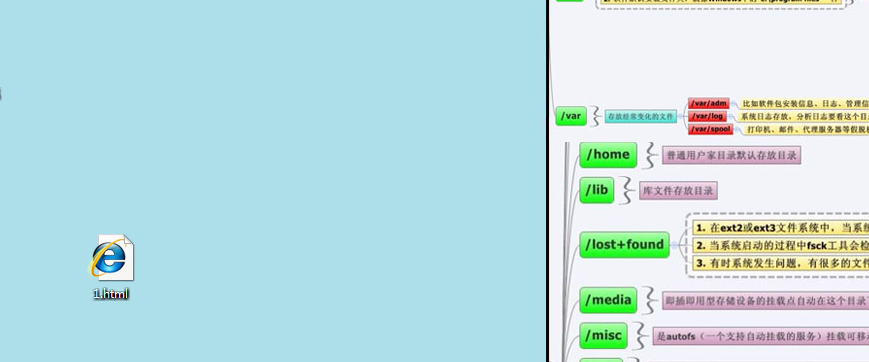 /var
存放经常变化的文件
/var/adm
比如软件包安装信息、日志、管理信
/var/log
系统日志存放，分析日志要看这个目
/var/spool
打印机、邮件、代理服务器等假脱
/home
普通用户家目录默认存放目录
/lib
库文件存放目录
/lost+found
1. 在ext2或ext3文件系统中，当系统
2. 当系统启动的过程中fsck工具会检
3. 有时系统发生问题，有很多的文件
/media
即插即用型存储设备的挂载点自动在这个目录
/misc
是autofs（一个支持自动挂载的服务）挂载可移
1.html